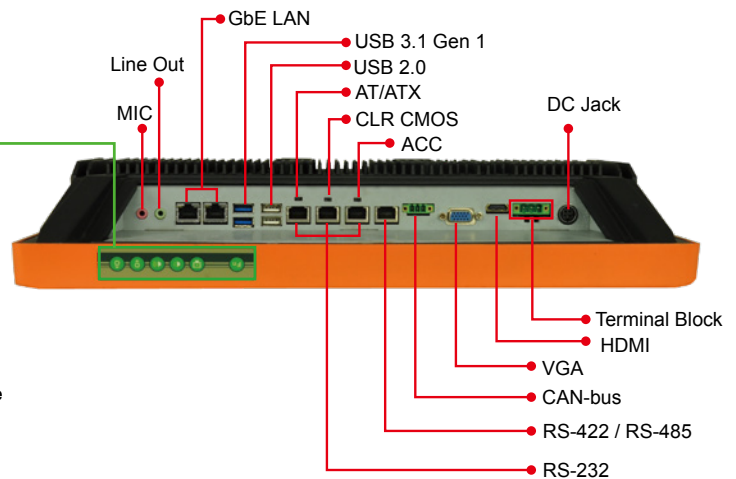 GbE LAN
USB 3.1 Gen 1
Line Out
USB 2.0
AT/ATX
MIC
CLR CMOS
DC Jack
ACC
Terminal Block
HDMI
VGA
CAN-bus
RS-422 / RS-485
RS-232
e